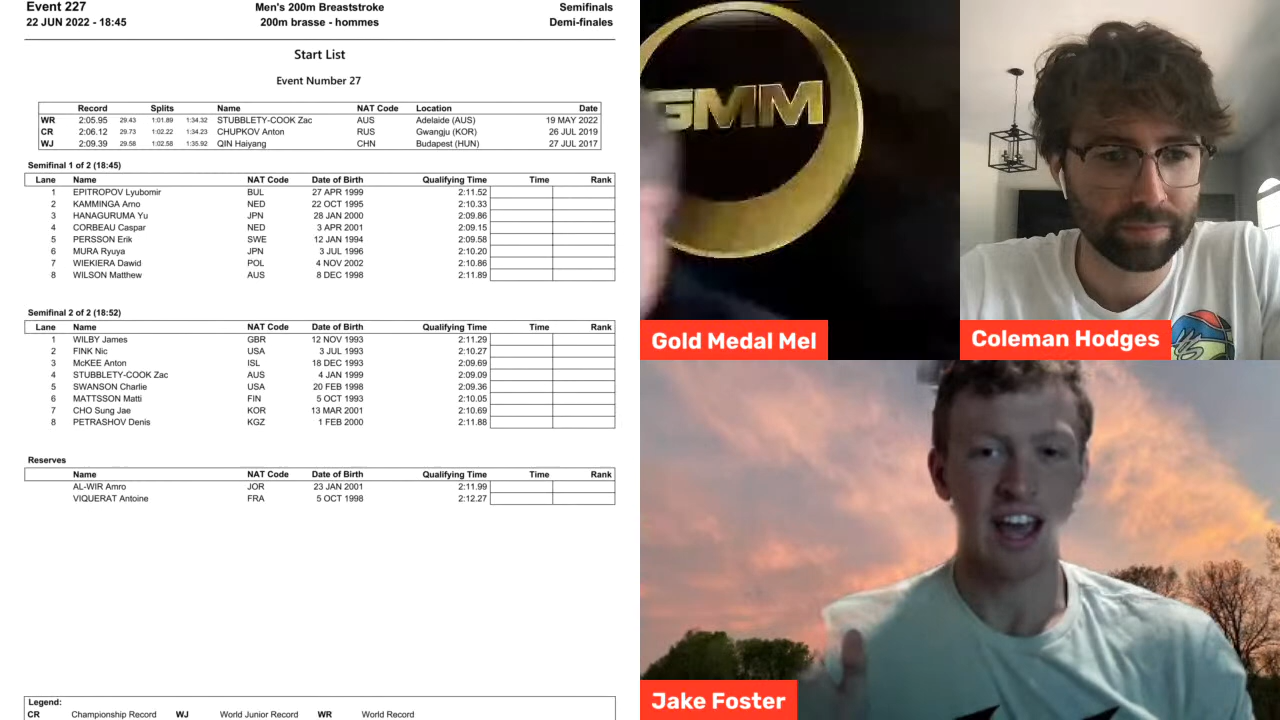 Event 227 Men's 200m Breaststroke Semifinals
22 JUN 2022 - 18:45 200m brasse - hommes Demi-finales
Start List
Event Number 27
Record Splits Name NAT Code Location Date
WR 2:05.95 29.43 1:01.89 1:34.32 STUBBLETY-COOK Zac AUS Adelaide (AUS) 19 MAY 2022
CR 2:06.12 29.73 1:02.22 1:34.23 CHUPKOV Anton RUS Gwangju (KOR) 26 JUL 2019
WJ 2:09.39 29.58 1:02.58 1:35.92 QIN Haiyang CHN Budapest (HUN) 27 JUL 2017
Semifinal 1 of 2 (18:45)
Lane Name NAT Code Date of Birth Qualifying Time Time Rank
1 EPITROPOV Lyubomir BUL 27 APR 1999 2:11.52
2 KAMMINGA Arno NED 22 OCT 1995 2:10.33
3 HANAGURUMA Yu JPN 28 JAN 2000 2:09.86
4 CORBEAU Caspar NED 3 APR 2001 2:09.15
5 PERSSON Erik SWE 12 JAN 1994 2:09.58
6 MURA Ryuya JPN 3 JUL 1996 2:10.20
7 WIEKIERA Dawid POL 4 NOV 2002 2:10.86
8 WILSON Matthew AUS 8 DEC 1998 2:11.89
Semifinal 2 of 2 (18:52)
Lane Name NAT Code Date of Birth Qualifying Time Time Rank
1 WILBY James GBR 12 NOV 1993 2:11.29
2 FINK Nic USA 3 JUL 1993 2:10.27
3 McKEE Anton ISL 18 DEC 1993 2:09.69
4 STUBBLETY-COOK Zac AUS 4 JAN 1999 2:09.09
5 SWANSON Charlie USA 20 FEB 1998 2:09.36
6 MATTSSON Matti FIN 5 OCT 1993 2:10.05
7 CHO Sung Jae KOR 13 MAR 2001 2:10.69
8 PETRASHOV Denis KGZ 1 FEB 2000 2:11.88
Reserves
Name NAT Code Date of Birth Qualifying Time Time Rank
AL-WIR Amro JOR 23 JAN 2001 2:11.99
VIQUERAT Antoine FRA 5 OCT 1998 2:12.27
Legend:
CR Championship Record WJ World Junior Record WR World Record
GMM
Gold Medal Mel
Coleman Hodges
Jake Foster